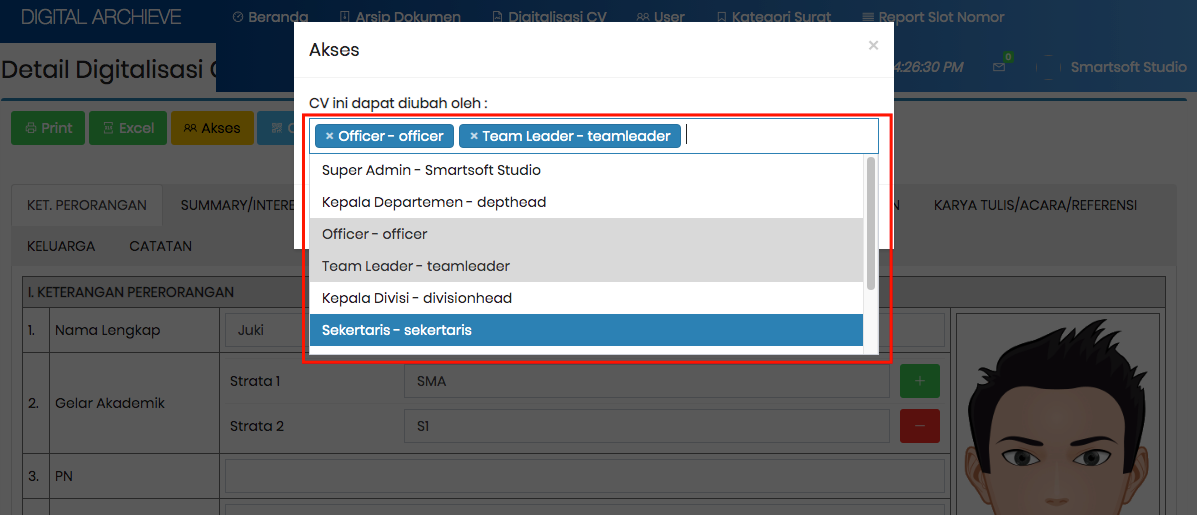 DIGITAL ARCHIEVE
Beranda Arsip Dokumen Digitalisasi CV User Kategori Surat Report Slot Nomor
Akses ×
Detail Digitalisasi
4:26:30 PM 0 Smartsoft Studio
CV ini dapat diubah oleh :
Print Excel Akses
× Officer - officer × Team Leader - teamleader
Super Admin - Smartsoft Studio
Kepala Departemen - depthead
KET. PERORANGAN SUMMARY/INTERE N KARYA TULIS/ACARA/REFERENSI
Officer - officer
KELUARGA CATATAN
Team Leader - teamleader
I. KETERANGAN PERERORANGAN
Kepala Divisi - divisionhead
1. Nama Lengkap Juki
Sekertaris - sekertaris
2. Gelar Akademik
Strata 1 SMA +
Strata 2 S1 −
3. PN